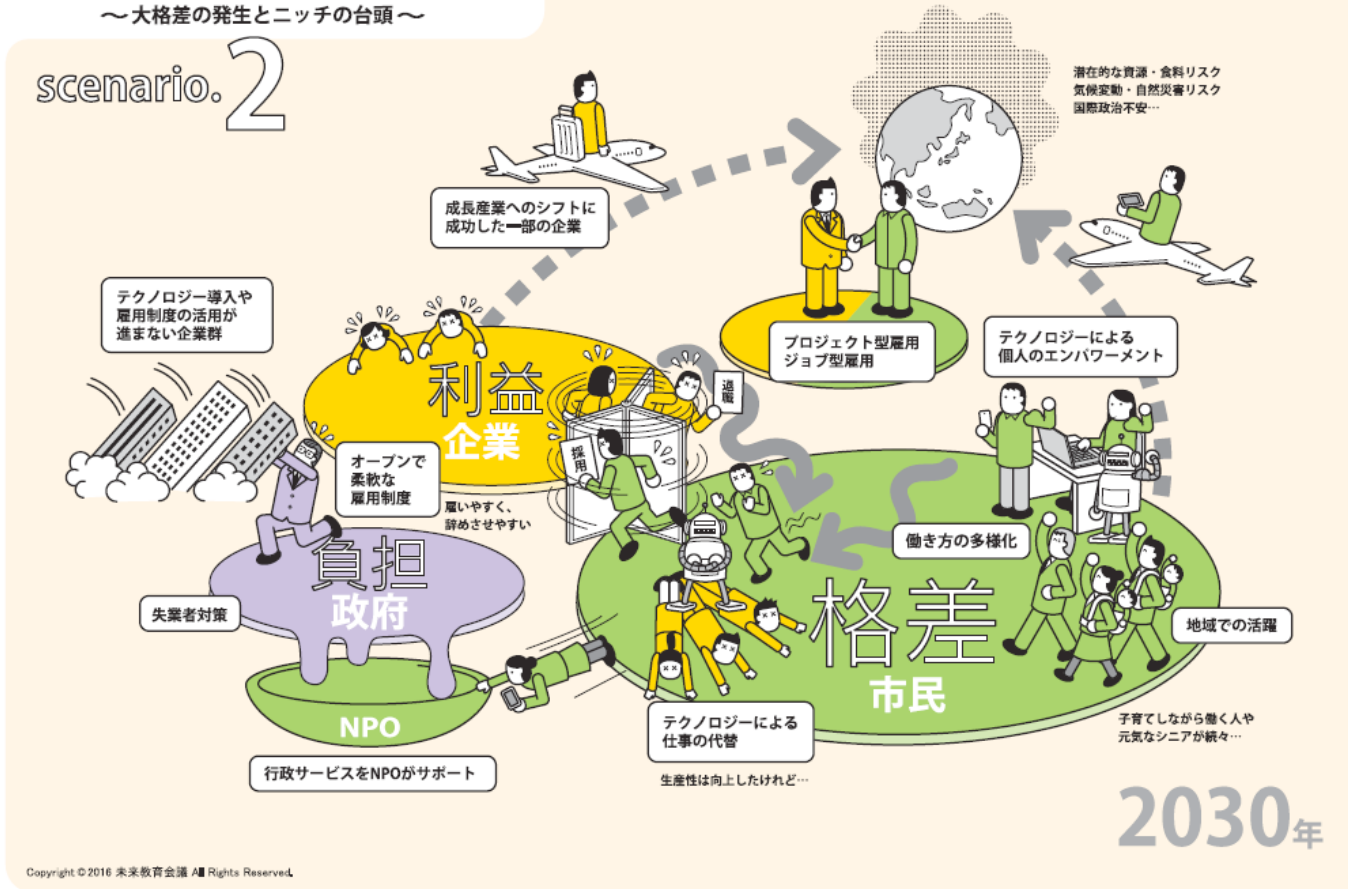 ～大格差の発生とニッチの台頭～
scenario.2
潜在的な資源・食料リスク
気候変動・自然災害リスク
国際政治不安…
成長産業へのシフトに
成功した一部の企業
テクノロジー導入や
雇用制度の活用が
進まない企業群
プロジェクト型雇用
ジョブ型雇用
テクノロジーによる
個人のエンパワーメント
利益
企業
退職
採用
オープンで
柔軟な
雇用制度
雇いやすく、
辞めさせやすい
働き方の多様化
負担
政府
失業者対策
格差
市民
地域での活躍
NPO
テクノロジーによる
仕事の代替
子育てしながら働く人や
元気なシニアが続々…
行政サービスをNPOがサポート
生産性は向上したけれど…
2030年
Copyright © 2016 未来教育会議 All Rights Reserved.